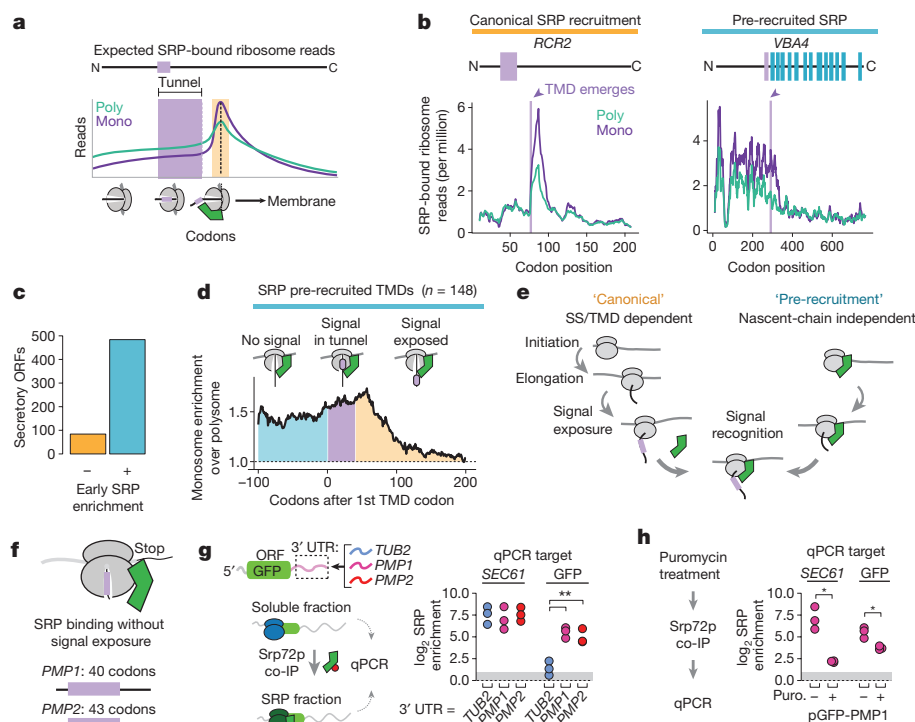 a
Expected SRP-bound ribosome reads
N
C
Tunnel
Poly
Mono
Reads
Membrane
Codons
b
Canonical SRP recruitment
RCR2
N
C
TMD emerges
Poly
Mono
SRP-bound ribosome
reads (per million)
6
4
2
0
50
100
150
200
Codon position
Pre-recruited SRP
VBA4
N
C
6
4
2
0
0
200
400
600
Codon position
c
Secretory ORFs
500
400
300
200
100
0
–
+
Early SRP
enrichment
d
SRP pre-recruited TMDs (n = 148)
No signal
Signal
in tunnel
Signal
exposed
Monosome enrichment
over polysome
1.5
1.0
–100
0
100
200
Codons after 1st TMD codon
e
'Canonical'
SS/TMD dependent
'Pre-recruitment'
Nascent-chain independent
Initiation
Elongation
Signal
exposure
Signal
recognition
f
Stop
SRP binding without
signal exposure
PMP1: 40 codons
PMP2: 43 codons
g
ORF
3′ UTR:
5′
GFP
TUB2
PMP1
PMP2
Soluble fraction
Srp72p
co-IP
qPCR
SRP fraction
qPCR target
SEC61
GFP
**
log2 SRP
enrichment
10.0
7.5
5.0
2.5
0
3′ UTR =
TUB2
PMP1
PMP2
TUB2
PMP1
PMP2
h
Puromycin
treatment
Srp72p
co-IP
qPCR
qPCR target
SEC61
GFP
*
*
log2 SRP
enrichment
10.0
7.5
5.0
2.5
0
Puro.
–
+
–
+
pGFP-PMP1